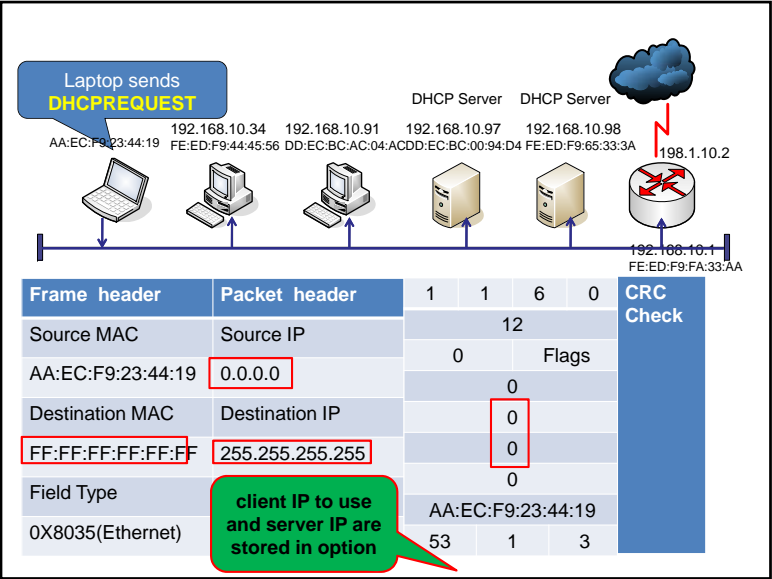 Laptop sends
DHCPREQUEST
DHCP Server DHCP Server
AA:EC:F9:23:44:19
192.168.10.34 192.168.10.91 192.168.10.97 192.168.10.98
FE:ED:F9:44:45:56 DD:EC:BC:AC:04:AC DD:EC:BC:00:94:D4 FE:ED:F9:65:33:3A
198.1.10.2
192.168.10.1
FE:ED:F9:FA:33:AA
Frame header Packet header 1 1 6 0 CRC
Check
12
Source MAC Source IP
0 Flags
AA:EC:F9:23:44:19 0.0.0.0
0
Destination MAC Destination IP
0
FF:FF:FF:FF:FF:FF 255.255.255.255
0
0
Field Type
AA:EC:F9:23:44:19
0X8035(Ethernet)
53 1 3
client IP to use
and server IP are
stored in option